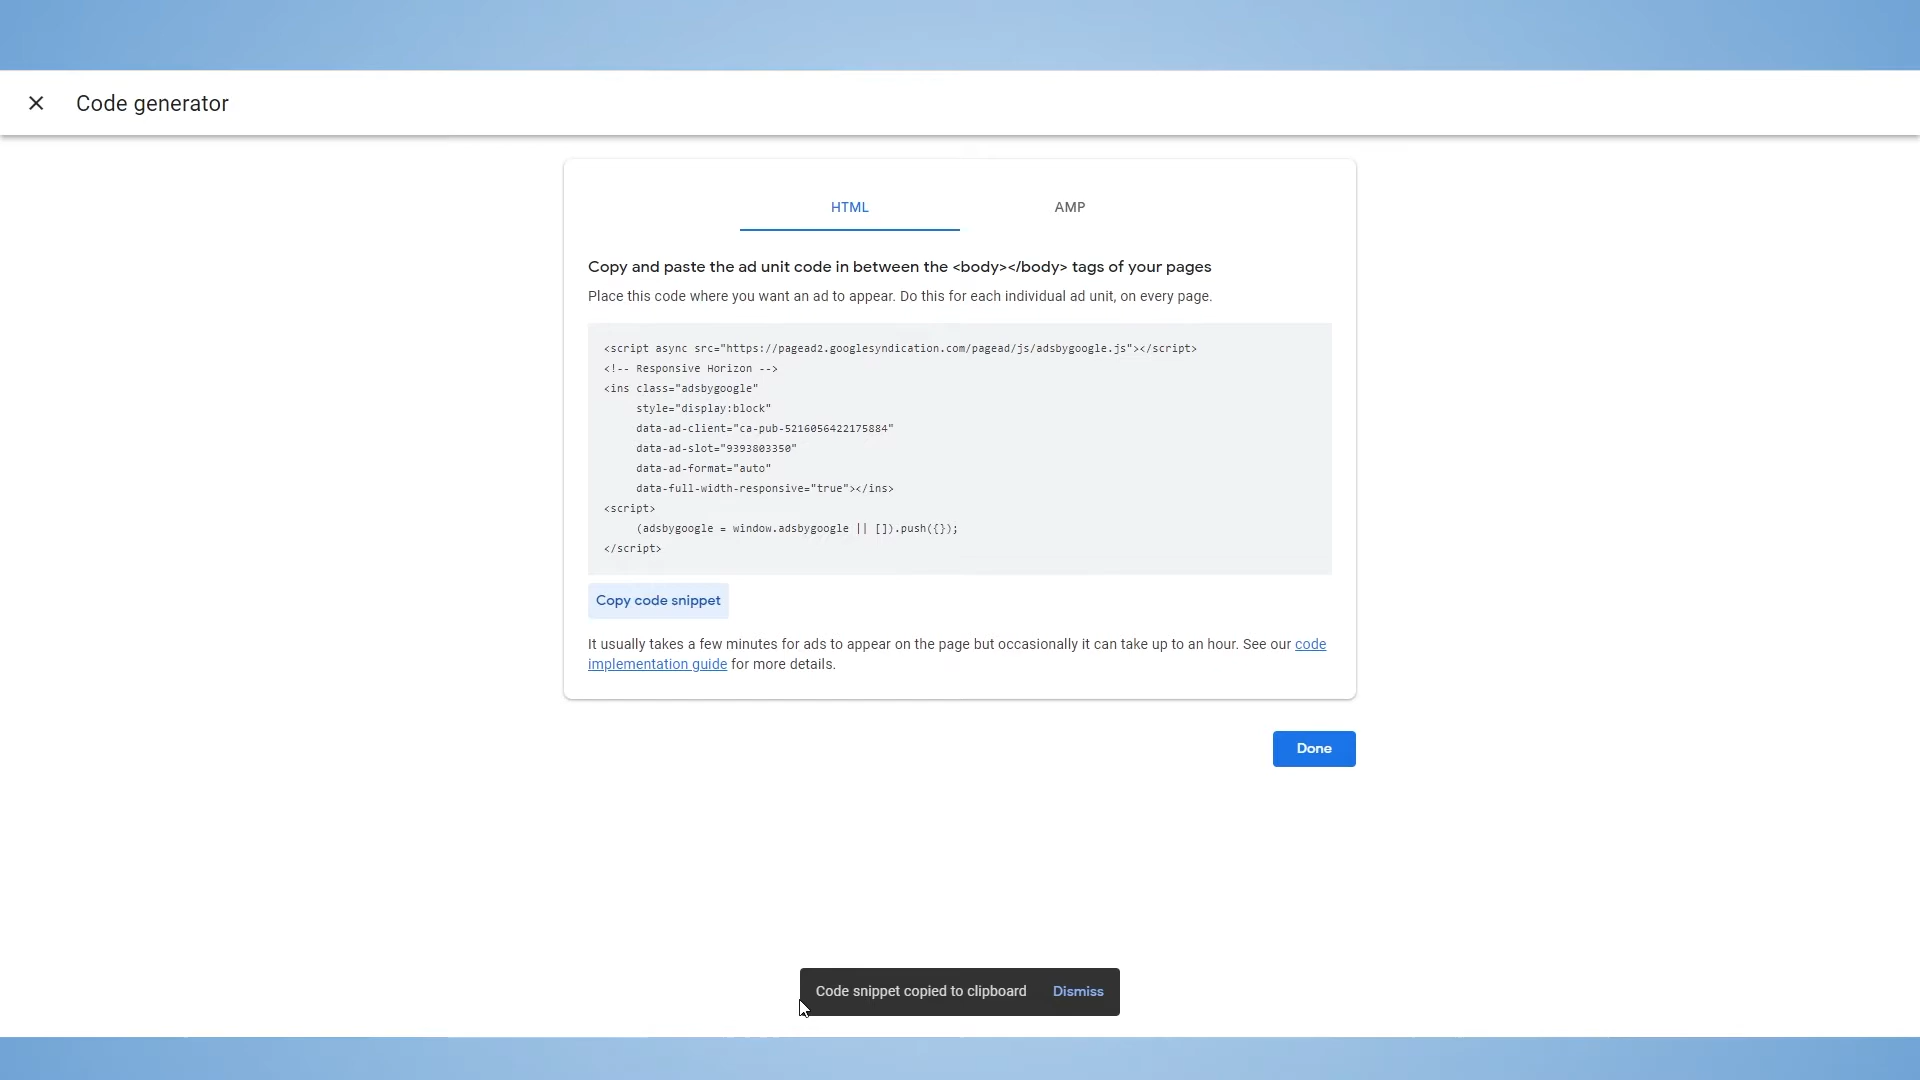 Code generator
HTML
AMP
Copy and paste the ad unit code in between the <body></body> tags of your pages
Place this code where you want an ad to appear. Do this for each individual ad unit, on every page.
<script async src="https://pagead2.googlesyndication.com/pagead/js/adsbygoogle.js"></script>
<!-- Responsive Horizon -->
<ins class="adsbygoogle"
style="display:block"
data-ad-client="ca-pub-5216056422175884"
data-ad-slot="9393803350"
data-ad-format="auto"
data-full-width-responsive="true"></ins>
<script>
(adsbygoogle = window.adsbygoogle || []).push({});
</script>
Copy code snippet
It usually takes a few minutes for ads to appear on the page but occasionally it can take up to an hour. See our code
implementation guide for more details.
Done
Code snippet copied to clipboard
Dismiss